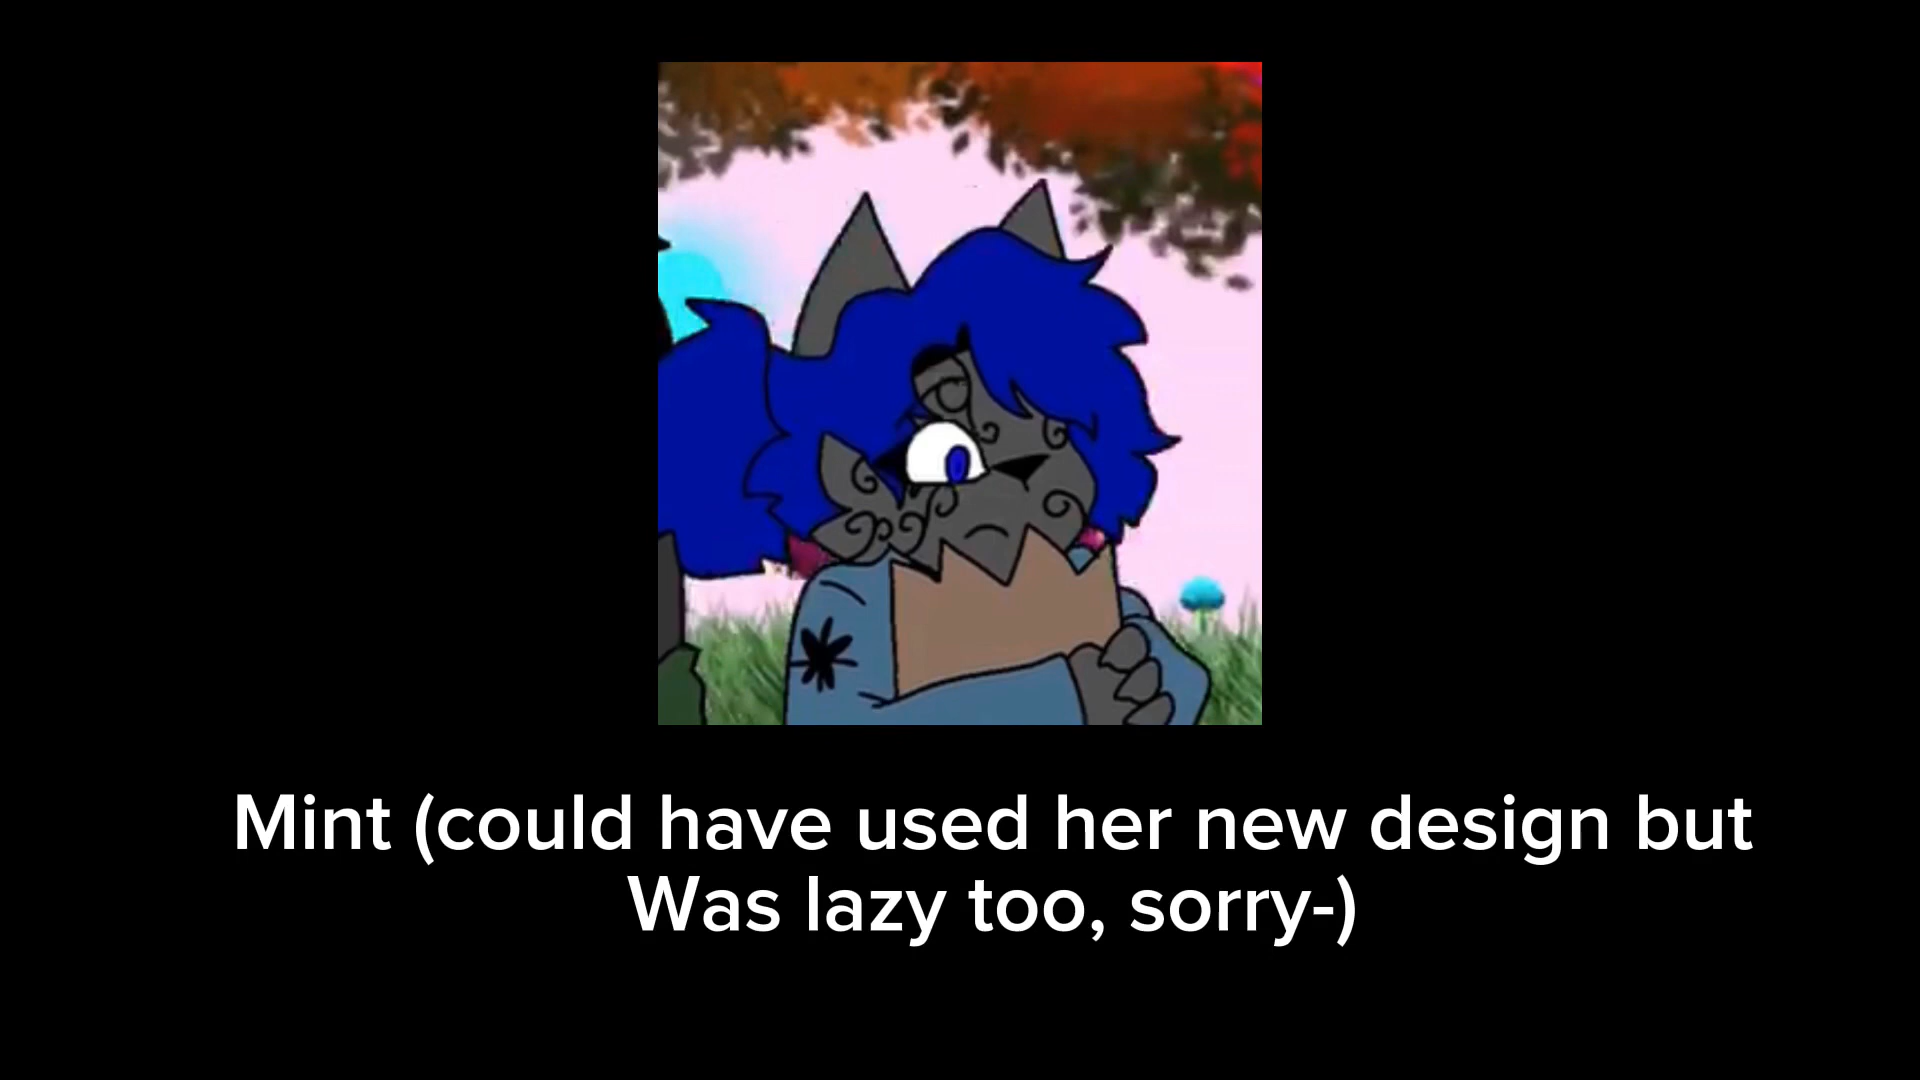 Mint (could have used her new design but
Was lazy too, sorry-)